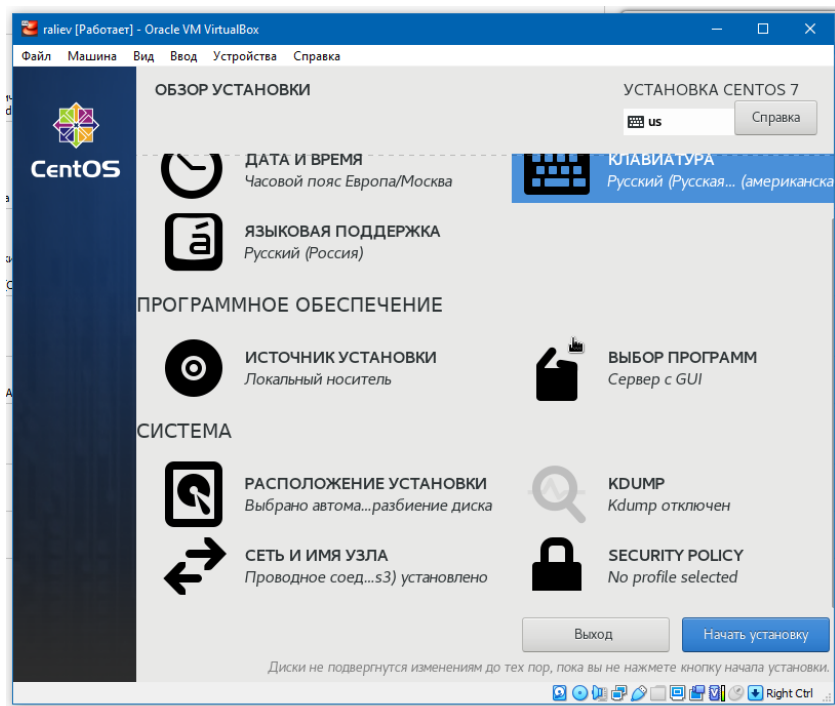 raliev [Работает] - Oracle VM VirtualBox
Файл Машина Вид Ввод Устройства Справка
ОБЗОР УСТАНОВКИ
УСТАНОВКА CENTOS 7
us
Справка
CentOS
ДАТА И ВРЕМЯ
Часовой пояс Европа/Москва
КЛАВИАТУРА
Русский (Русская... (американска
ЯЗЫКОВАЯ ПОДДЕРЖКА
Русский (Россия)
ПРОГРАММНОЕ ОБЕСПЕЧЕНИЕ
ИСТОЧНИК УСТАНОВКИ
Локальный носитель
ВЫБОР ПРОГРАММ
Сервер с GUI
СИСТЕМА
РАСПОЛОЖЕНИЕ УСТАНОВКИ
Выбрано автома...разбиение диска
KDUMP
Kdump отключен
СЕТЬ И ИМЯ УЗЛА
Проводное соед...s3) установлено
SECURITY POLICY
No profile selected
Выход
Начать установку
Диски не подвергнутся изменениям до тех пор, пока вы не нажмете кнопку начала установки.
Right Ctrl